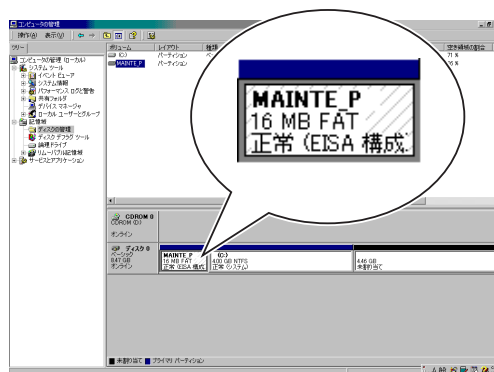 コンピュータの管理
操作(A) 表示(V)
ツリー
ボリューム レイアウト 種類 空き領域の割合
コンピュータの管理 (ローカル)
(C:) パーティション 71 %
システム ツール
MAINTE_P パーティション
イベント ビューア
システム情報
パフォーマンス ログと警告
共有フォルダ
デバイス マネージャ
ローカル ユーザーとグループ
記憶域
ディスクの管理
ディスク デフラグ ツール
論理ドライブ
リムーバブル記憶域
サービスとアプリケーション
MAINTE_P
16 MB FAT
正常 (EISA 構成
CDROM 0
CDROM (D:)
オンライン
ディスク 0
ベーシック
8.47 GB
オンライン
MAINTE_P
16 MB FAT
正常 (EISA 構成
(C:)
4.00 GB NTFS
正常 (システム)
4.46 GB
未割り当て
未割り当て プライマリ パーティション